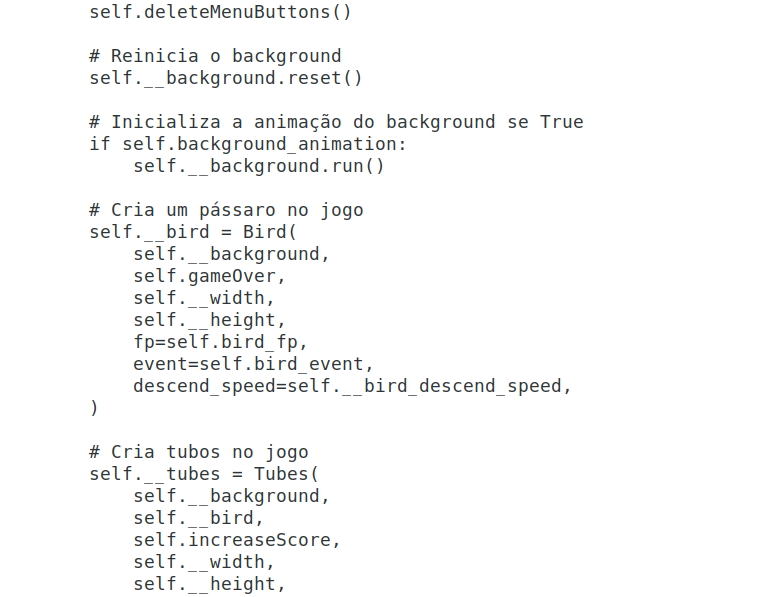 self.deleteMenuButtons()
# Reinicia o background
self.__background.reset()
# Inicializa a animação do background se True
if self.background_animation:
self.__background.run()
# Cria um pássaro no jogo
self.__bird = Bird(
self.__background,
self.gameOver,
self.__width,
self.__height,
fp=self.bird_fp,
event=self.bird_event,
descend_speed=self.__bird_descend_speed,
)
# Cria tubos no jogo
self.__tubes = Tubes(
self.__background,
self.__bird,
self.increaseScore,
self.__width,
self.__height,